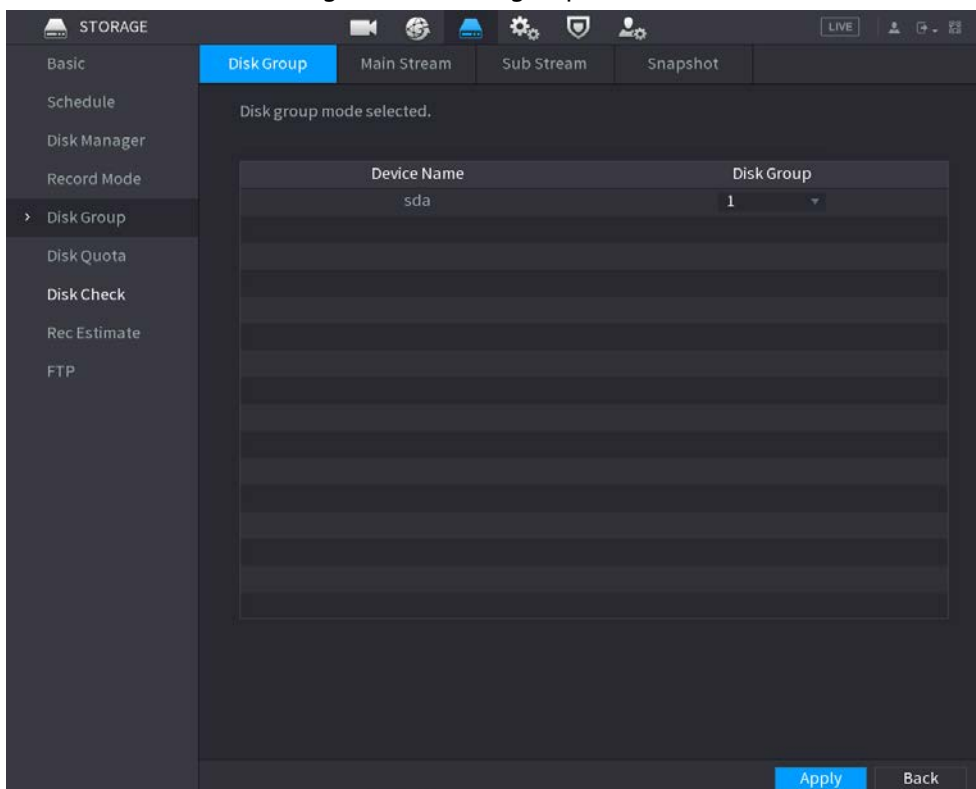 STORAGE
LIVE
Basic
Disk Group
Main Stream
Sub Stream
Snapshot
Schedule
Disk Manager
Record Mode
Disk Group
Disk Quota
Disk Check
Rec Estimate
FTP
Disk group mode selected.
Device Name
Disk Group
sda
1
Apply
Back